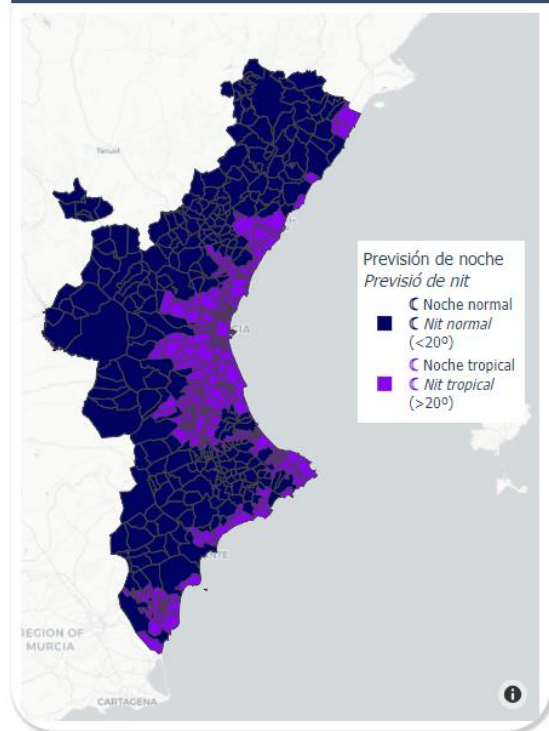 Teruel
Previsión de noche
Previsió de nit
Noche normal
Nit normal
(<20º)
Noche tropical
Nit tropical
(>20º)
REGION OF
MURCIA
CARTAGENA